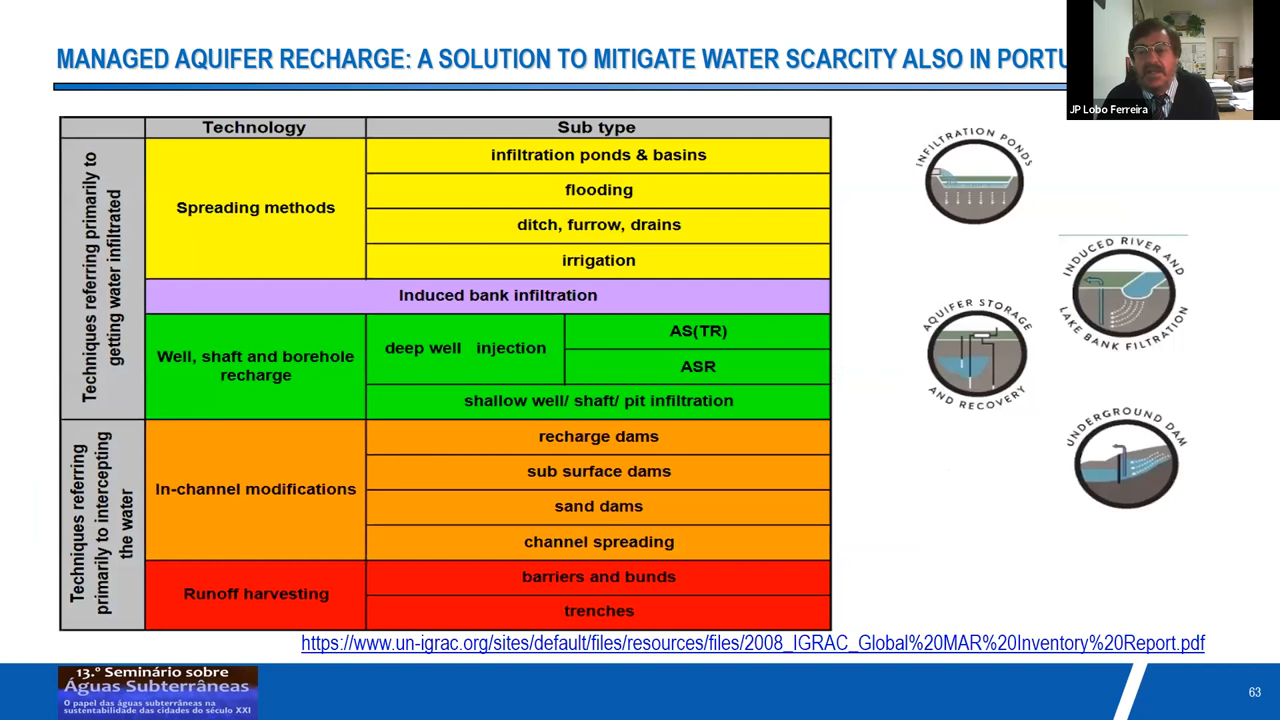 MANAGED AQUIFER RECHARGE: A SOLUTION TO MITIGATE WATER SCARCITY ALSO IN
JP Lobo Ferreira
Technology
Sub type
Techniques referring primarily to
getting water infiltrated
Spreading methods
infiltration ponds & basins
flooding
ditch, furrow, drains
irrigation
Induced bank infiltration
Well, shaft and borehole
recharge
deep well injection
AS(TR)
ASR
shallow well/ shaft/ pit infiltration
Techniques referring
primarily to intercepting
the water
In-channel modifications
recharge dams
sub surface dams
sand dams
channel spreading
Runoff harvesting
barriers and bunds
trenches
INFILTRATION PONDS
INDUCED RIVER AND
LAKE BANK FILTRATION
AQUIFER STORAGE
AND RECOVERY
UNDERGROUND DAM
https://www.un-igrac.org/sites/default/files/resources/files/2008_IGRAC_Global%20MAR%20Inventory%20Report.pdf
13.º Seminário sobre
Águas Subterrâneas
O papel das águas subterrâneas na
sustentabilidade das cidades do século XXI
63